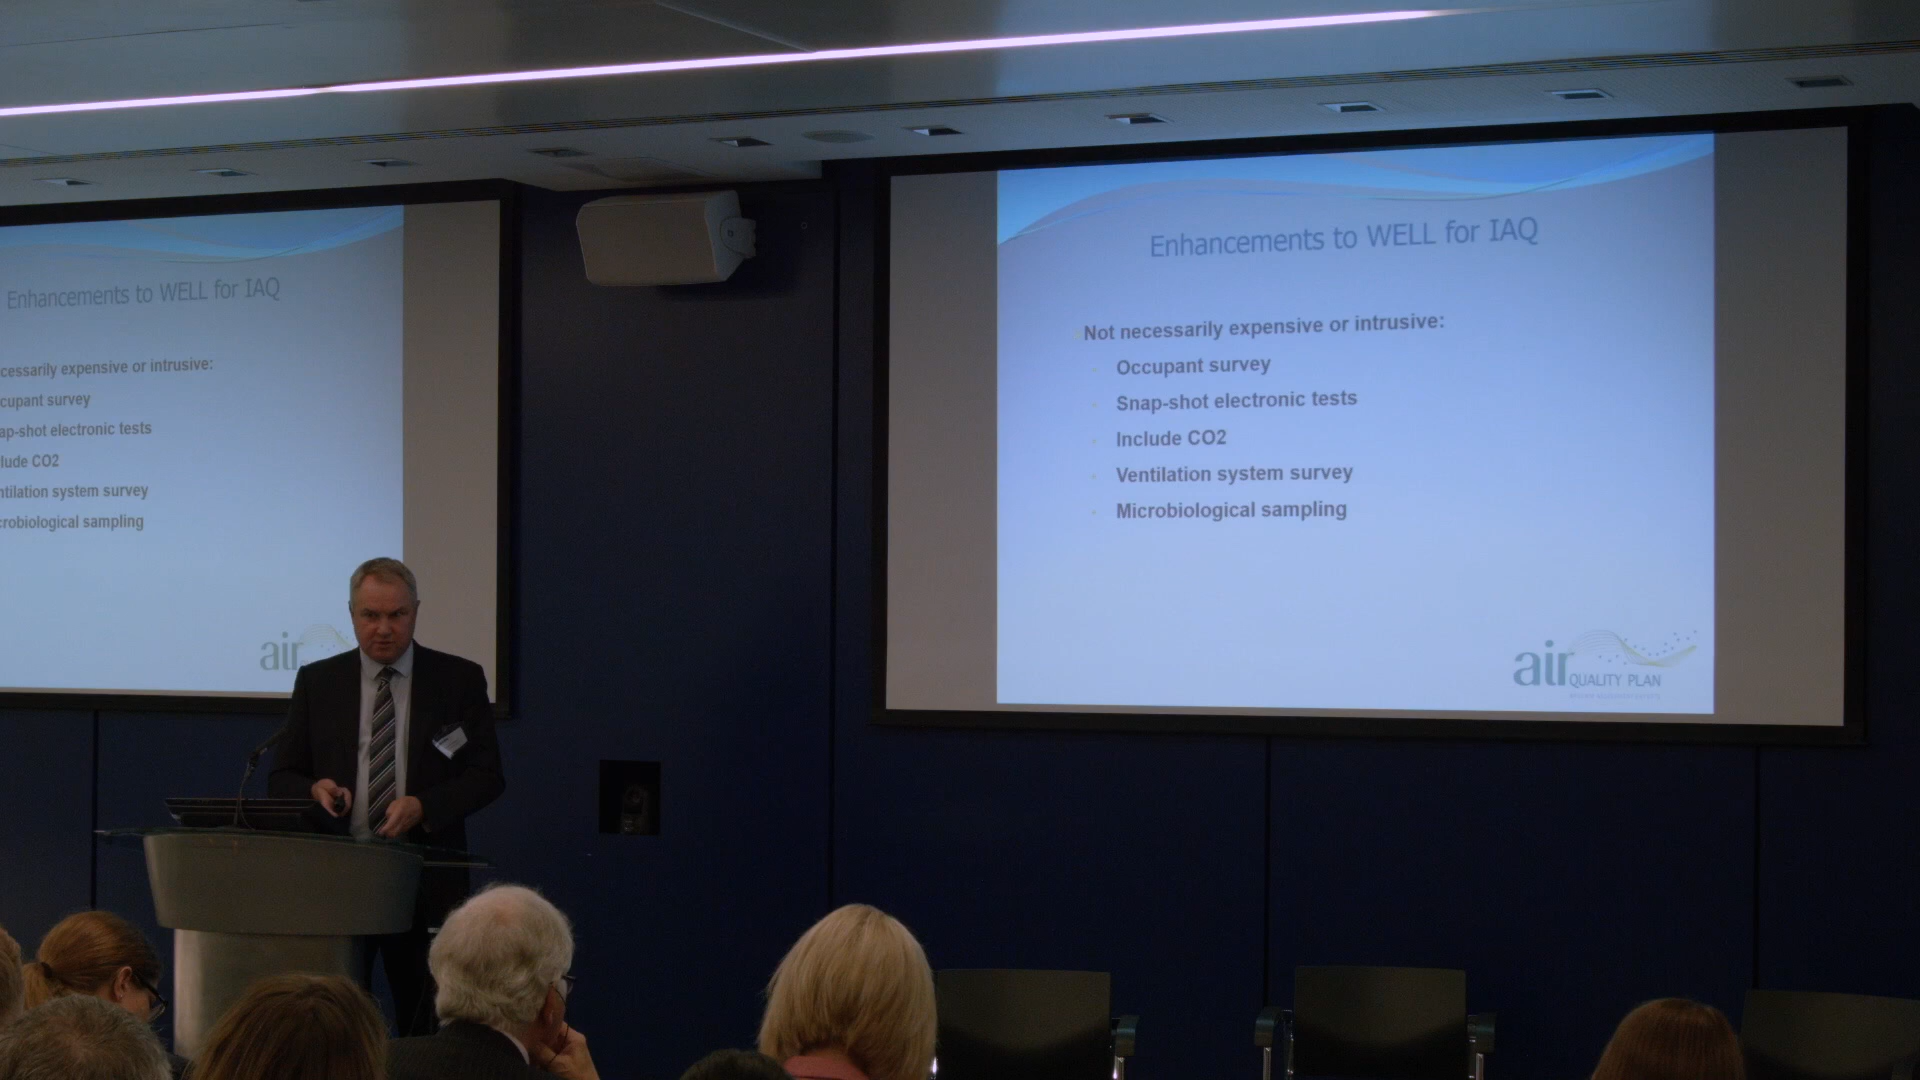 Enhancements to WELL for IAQ
cessarily expensive or intrusive:
cupant survey
ap-shot electronic tests
lude CO2
ntilation system survey
crobiological sampling
air
Enhancements to WELL for IAQ
Not necessarily expensive or intrusive:
Occupant survey
Snap-shot electronic tests
Include CO2
Ventilation system survey
Microbiological sampling
air
QUALITY PLAN